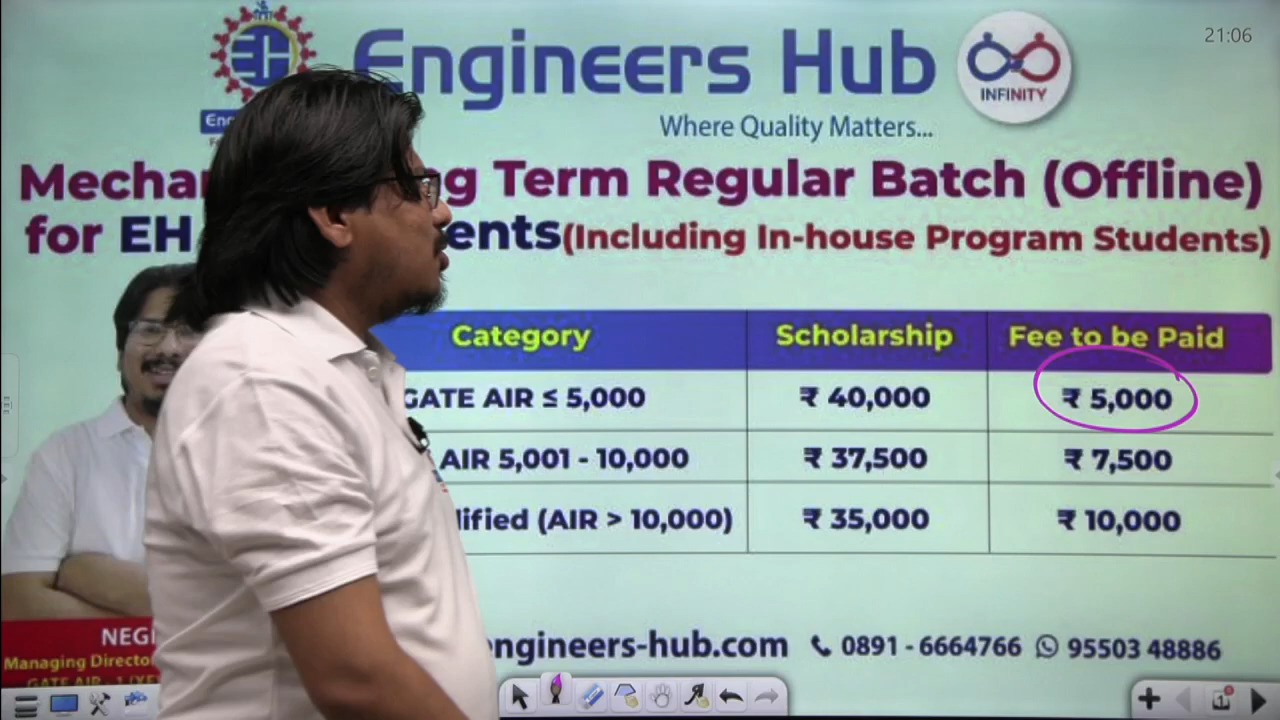 21:06
Engineers Hub
INFINITY
Where Quality Matters...
Term Regular Batch (Offline)
for EH (Including In-house Program Students)
Category Scholarship Fee to be Paid
GATE AIR ≤ 5,000 ₹ 40,000 ₹ 5,000
AIR 5,001 - 10,000 ₹ 37,500 ₹ 7,500
(AIR > 10,000) ₹ 35,000 ₹ 10,000
engineers-hub.com 0891 - 6664766 95503 48886
Managing Director
GATE AIR - 1